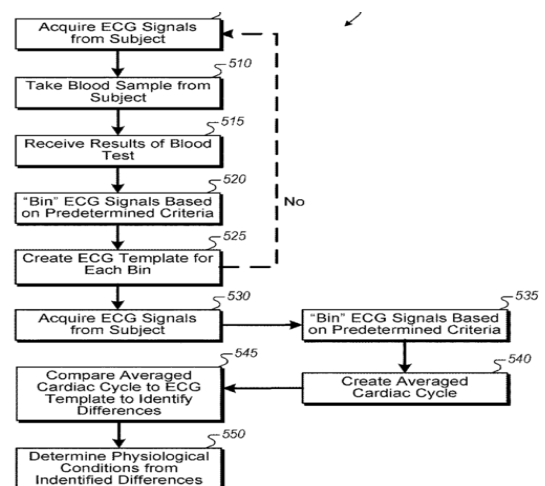 Acquire ECG Signals
from Subject
510
Take Blood Sample from
Subject
515
Receive Results of Blood
Test
520
"Bin" ECG Signals Based
on Predetermined Criteria
No
525
Create ECG Template for
Each Bin
530
Acquire ECG Signals
from Subject
535
"Bin" ECG Signals Based
on Predetermined Criteria
540
Create Averaged
Cardiac Cycle
545
Compare Averaged
Cardiac Cycle to ECG
Template to Identify
Differences
550
Determine Physiological
Conditions from
Indentified Differences